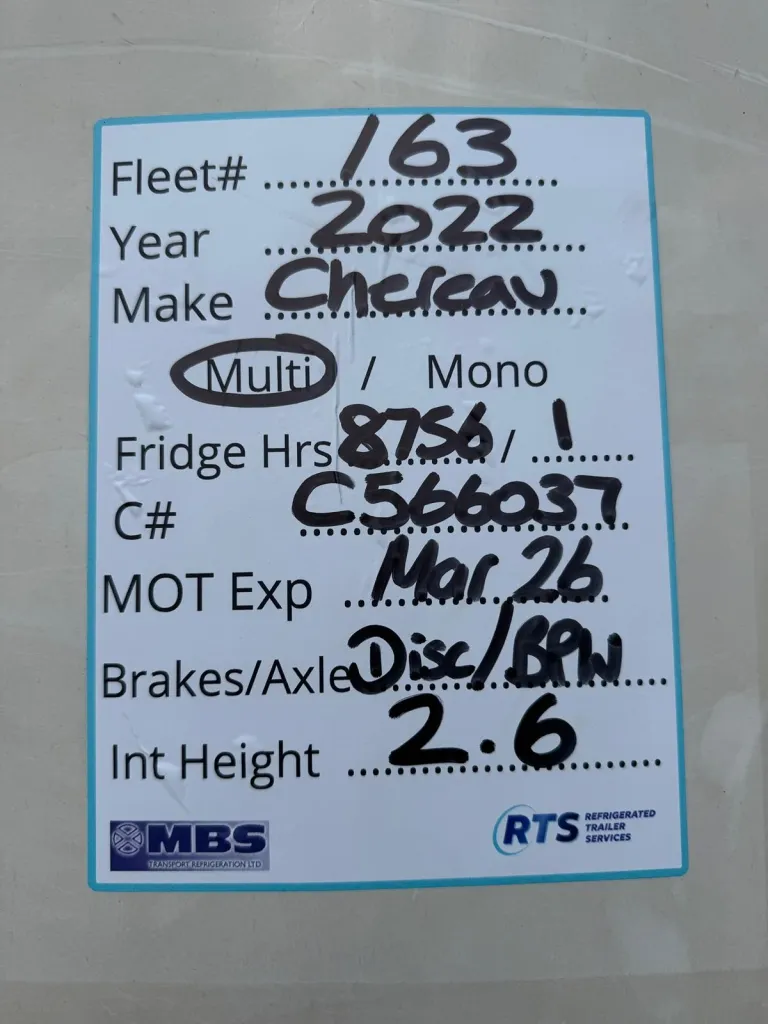 Fleet# 163
Year 2022
Make Chereau
Multi / Mono
Fridge Hrs 8756 / 1
C# C566037
MOT Exp Mar 26
Brakes/Axle Disc/BPW
Int Height 2.6
MBS
TRANSPORT REFRIGERATION LTD
RTS REFRIGERATED
TRAILER
SERVICES